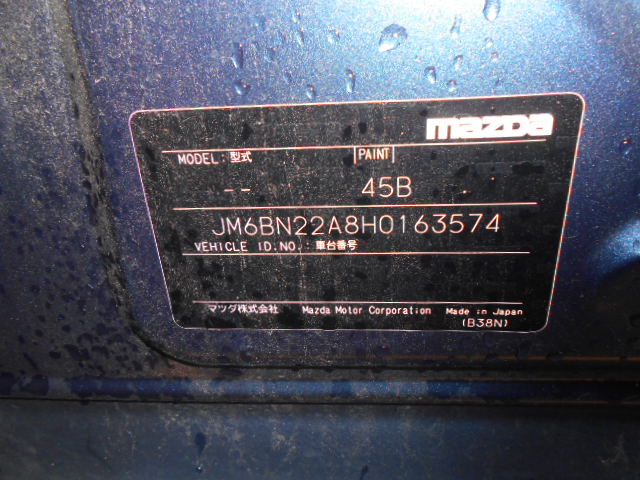 mazda
MODEL:型式 PAINT
-- 45B
JM6BN22A8H0163574
VEHICLE ID.NO.:車台番号
マツダ株式会社 Mazda Motor Corporation Made in Japan
(B38N)